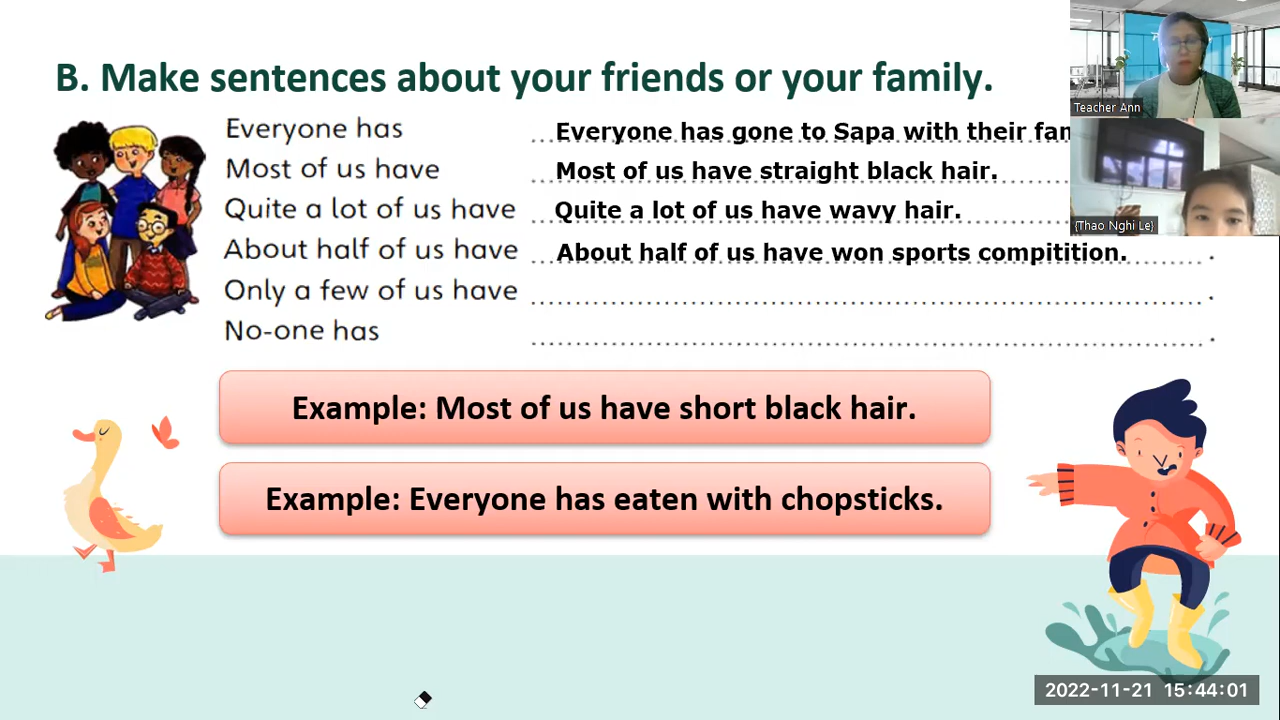 B. Make sentences about your friends or your family.
Teacher Ann
Everyone has Everyone has gone to Sapa with their
Most of us have Most of us have straight black hair.
Quite a lot of us have Quite a lot of us have wavy hair.
{Thao Nghi Le}
About half of us have About half of us have won sports compitition.
Only a few of us have
No-one has
Example: Most of us have short black hair.
Example: Everyone has eaten with chopsticks.
2022-11-21 15:44:01